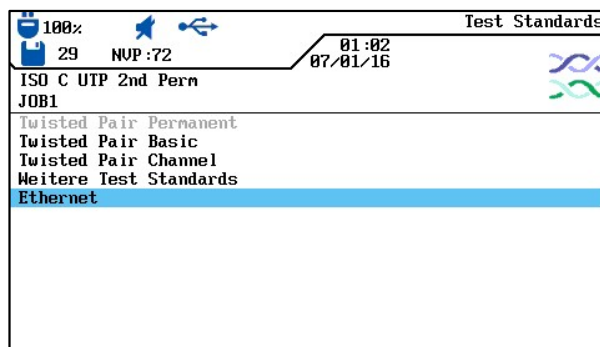 100% Test Standards
29 NVP:72 01:02
07/01/16
ISO C UTP 2nd Perm
JOB1
Twisted Pair Permanent
Twisted Pair Basic
Twisted Pair Channel
Weitere Test Standards
Ethernet